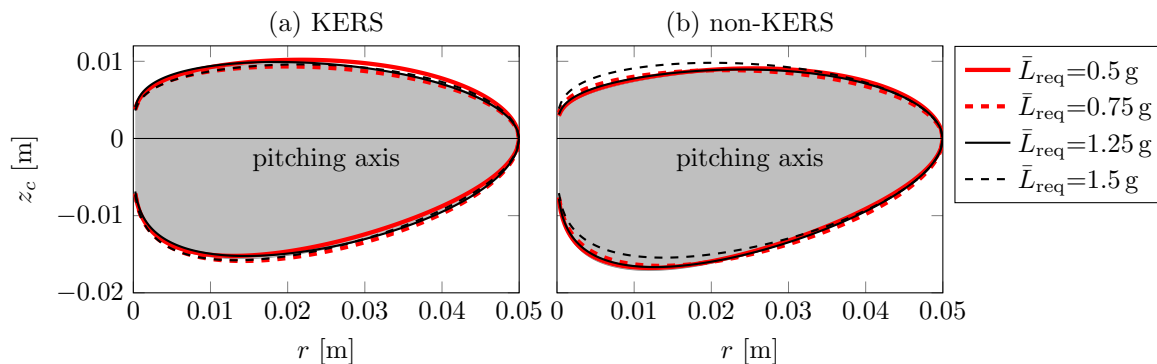 (a) KERS
(b) non-KERS
0.01
0
−0.01
−0.02
z_c [m]
pitching axis
pitching axis
0 0.01 0.02 0.03 0.04 0.05
0 0.01 0.02 0.03 0.04 0.05
r [m]
r [m]
L̄_req=0.5 g
L̄_req=0.75 g
L̄_req=1.25 g
L̄_req=1.5 g